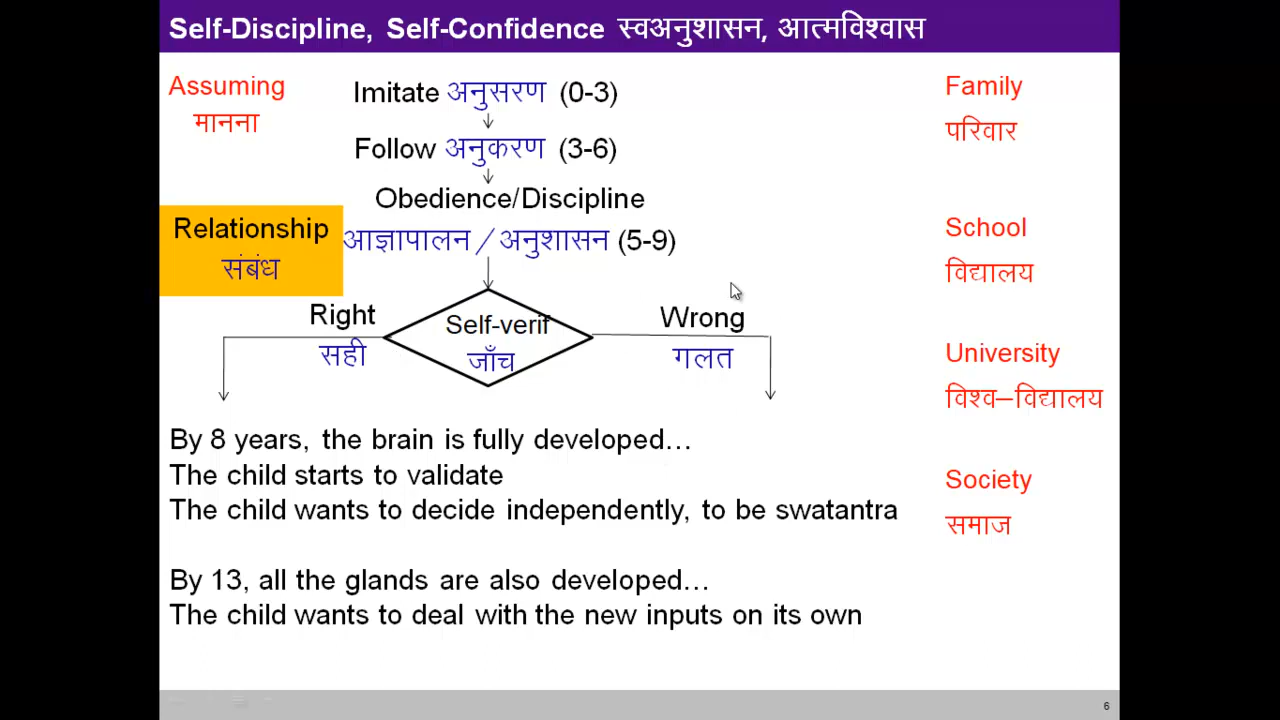 Self-Discipline, Self-Confidence स्वअनुशासन, आत्मविश्वास
Assuming
मानना
Imitate अनुसरण (0-3)
Follow अनुकरण (3-6)
Obedience/Discipline
आज्ञापालन / अनुशासन (5-9)
Relationship
संबंध
Right
सही
Self-verif
जाँच
Wrong
गलत
Family
परिवार
School
विद्यालय
University
विश्व–विद्यालय
Society
समाज
By 8 years, the brain is fully developed…
The child starts to validate
The child wants to decide independently, to be swatantra
By 13, all the glands are also developed…
The child wants to deal with the new inputs on its own
6